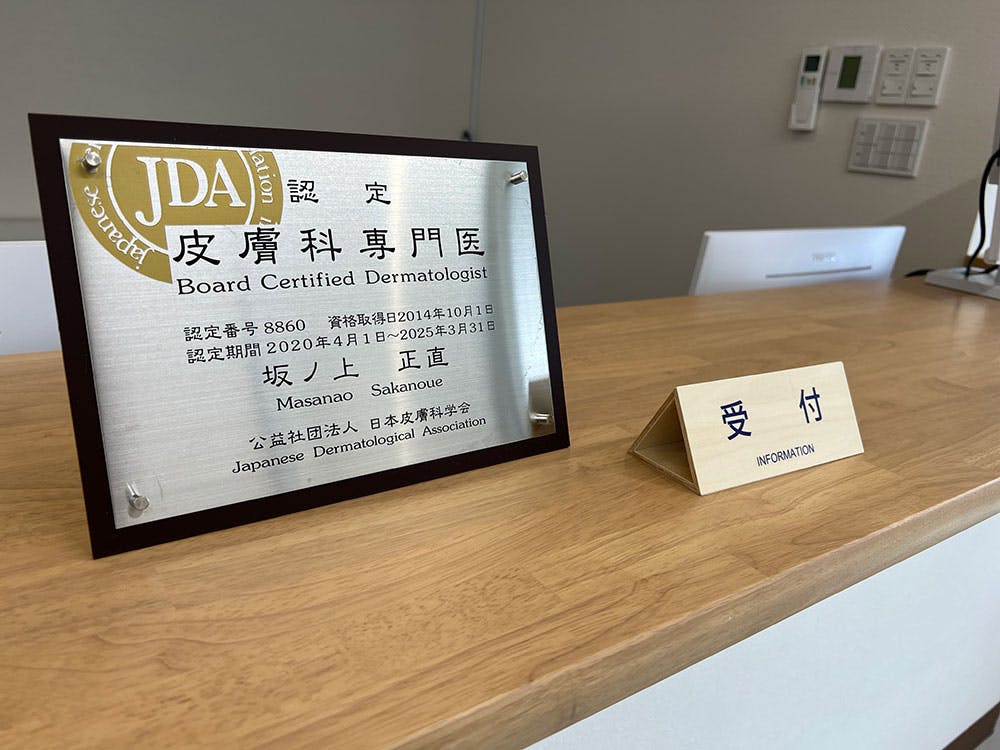 JDA
Japanese
ation
認 定
皮膚科専門医
Board Certified Dermatologist
認定番号 8860 資格取得日2014年10月1日
認定期間 2020年4月1日～2025年3月31日
坂ノ上 正直
Masanao Sakanoue
公益社団法人 日本皮膚科学会
Japanese Dermatological Association
受 付
INFORMATION